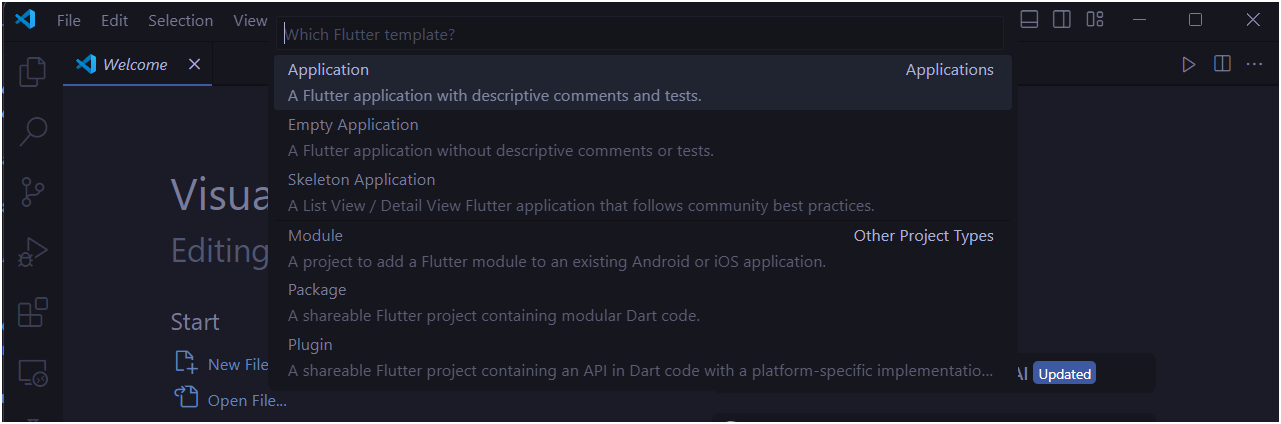 File Edit Selection View
Which Flutter template?
Welcome
Application Applications
A Flutter application with descriptive comments and tests.
Empty Application
A Flutter application without descriptive comments or tests.
Skeleton Application
A List View / Detail View Flutter application that follows community best practices.
Module Other Project Types
A project to add a Flutter module to an existing Android or iOS application.
Package
A shareable Flutter project containing modular Dart code.
Plugin
A shareable Flutter project containing an API in Dart code with a platform-specific implementatio...
Visua
Editing
Start
New File
Open File...
AI Updated